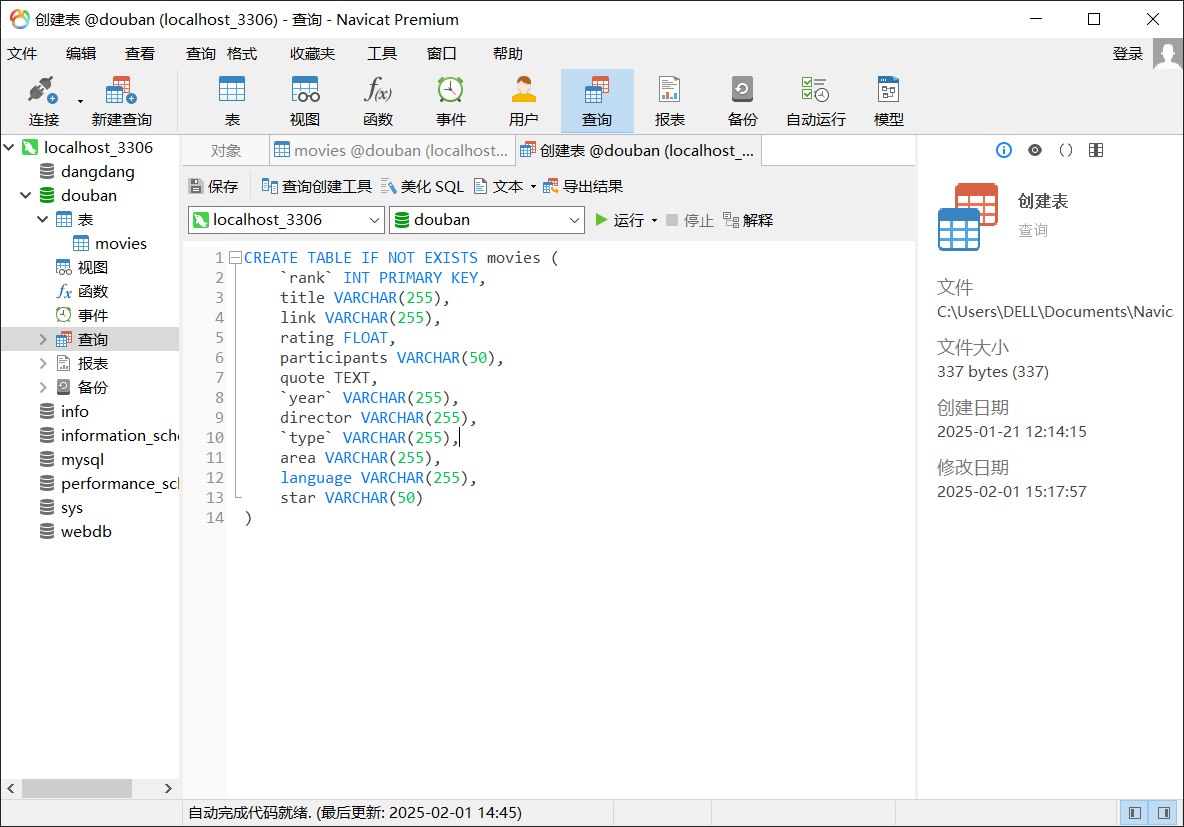 创建表 @douban (localhost_3306) - 查询 - Navicat Premium
文件 编辑 查看 查询 格式 收藏夹 工具 窗口 帮助 登录
连接 新建查询 表 视图 函数 事件 用户 查询 报表 备份 自动运行 模型
localhost_3306
dangdang
douban
表
movies
视图
函数
事件
查询
报表
备份
info
information_sche
mysql
performance_scl
sys
webdb
对象 movies @douban (localhost... 创建表 @douban (localhost_...
保存 查询创建工具 美化 SQL 文本 导出结果
localhost_3306 douban 运行 停止 解释
1 CREATE TABLE IF NOT EXISTS movies (
2 `rank` INT PRIMARY KEY,
3 title VARCHAR(255),
4 link VARCHAR(255),
5 rating FLOAT,
6 participants VARCHAR(50),
7 quote TEXT,
8 `year` VARCHAR(255),
9 director VARCHAR(255),
10 `type` VARCHAR(255),
11 area VARCHAR(255),
12 language VARCHAR(255),
13 star VARCHAR(50)
14 )
创建表
查询
文件
C:\Users\DELL\Documents\Navic
文件大小
337 bytes (337)
创建日期
2025-01-21 12:14:15
修改日期
2025-02-01 15:17:57
自动完成代码就绪. (最后更新: 2025-02-01 14:45)